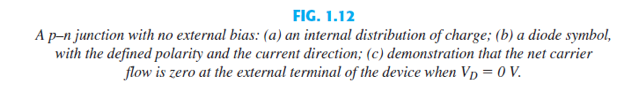 FIG. 1.12
A p–n junction with no external bias: (a) an internal distribution of charge; (b) a diode symbol,
with the defined polarity and the current direction; (c) demonstration that the net carrier
flow is zero at the external terminal of the device when V_D = 0 V.